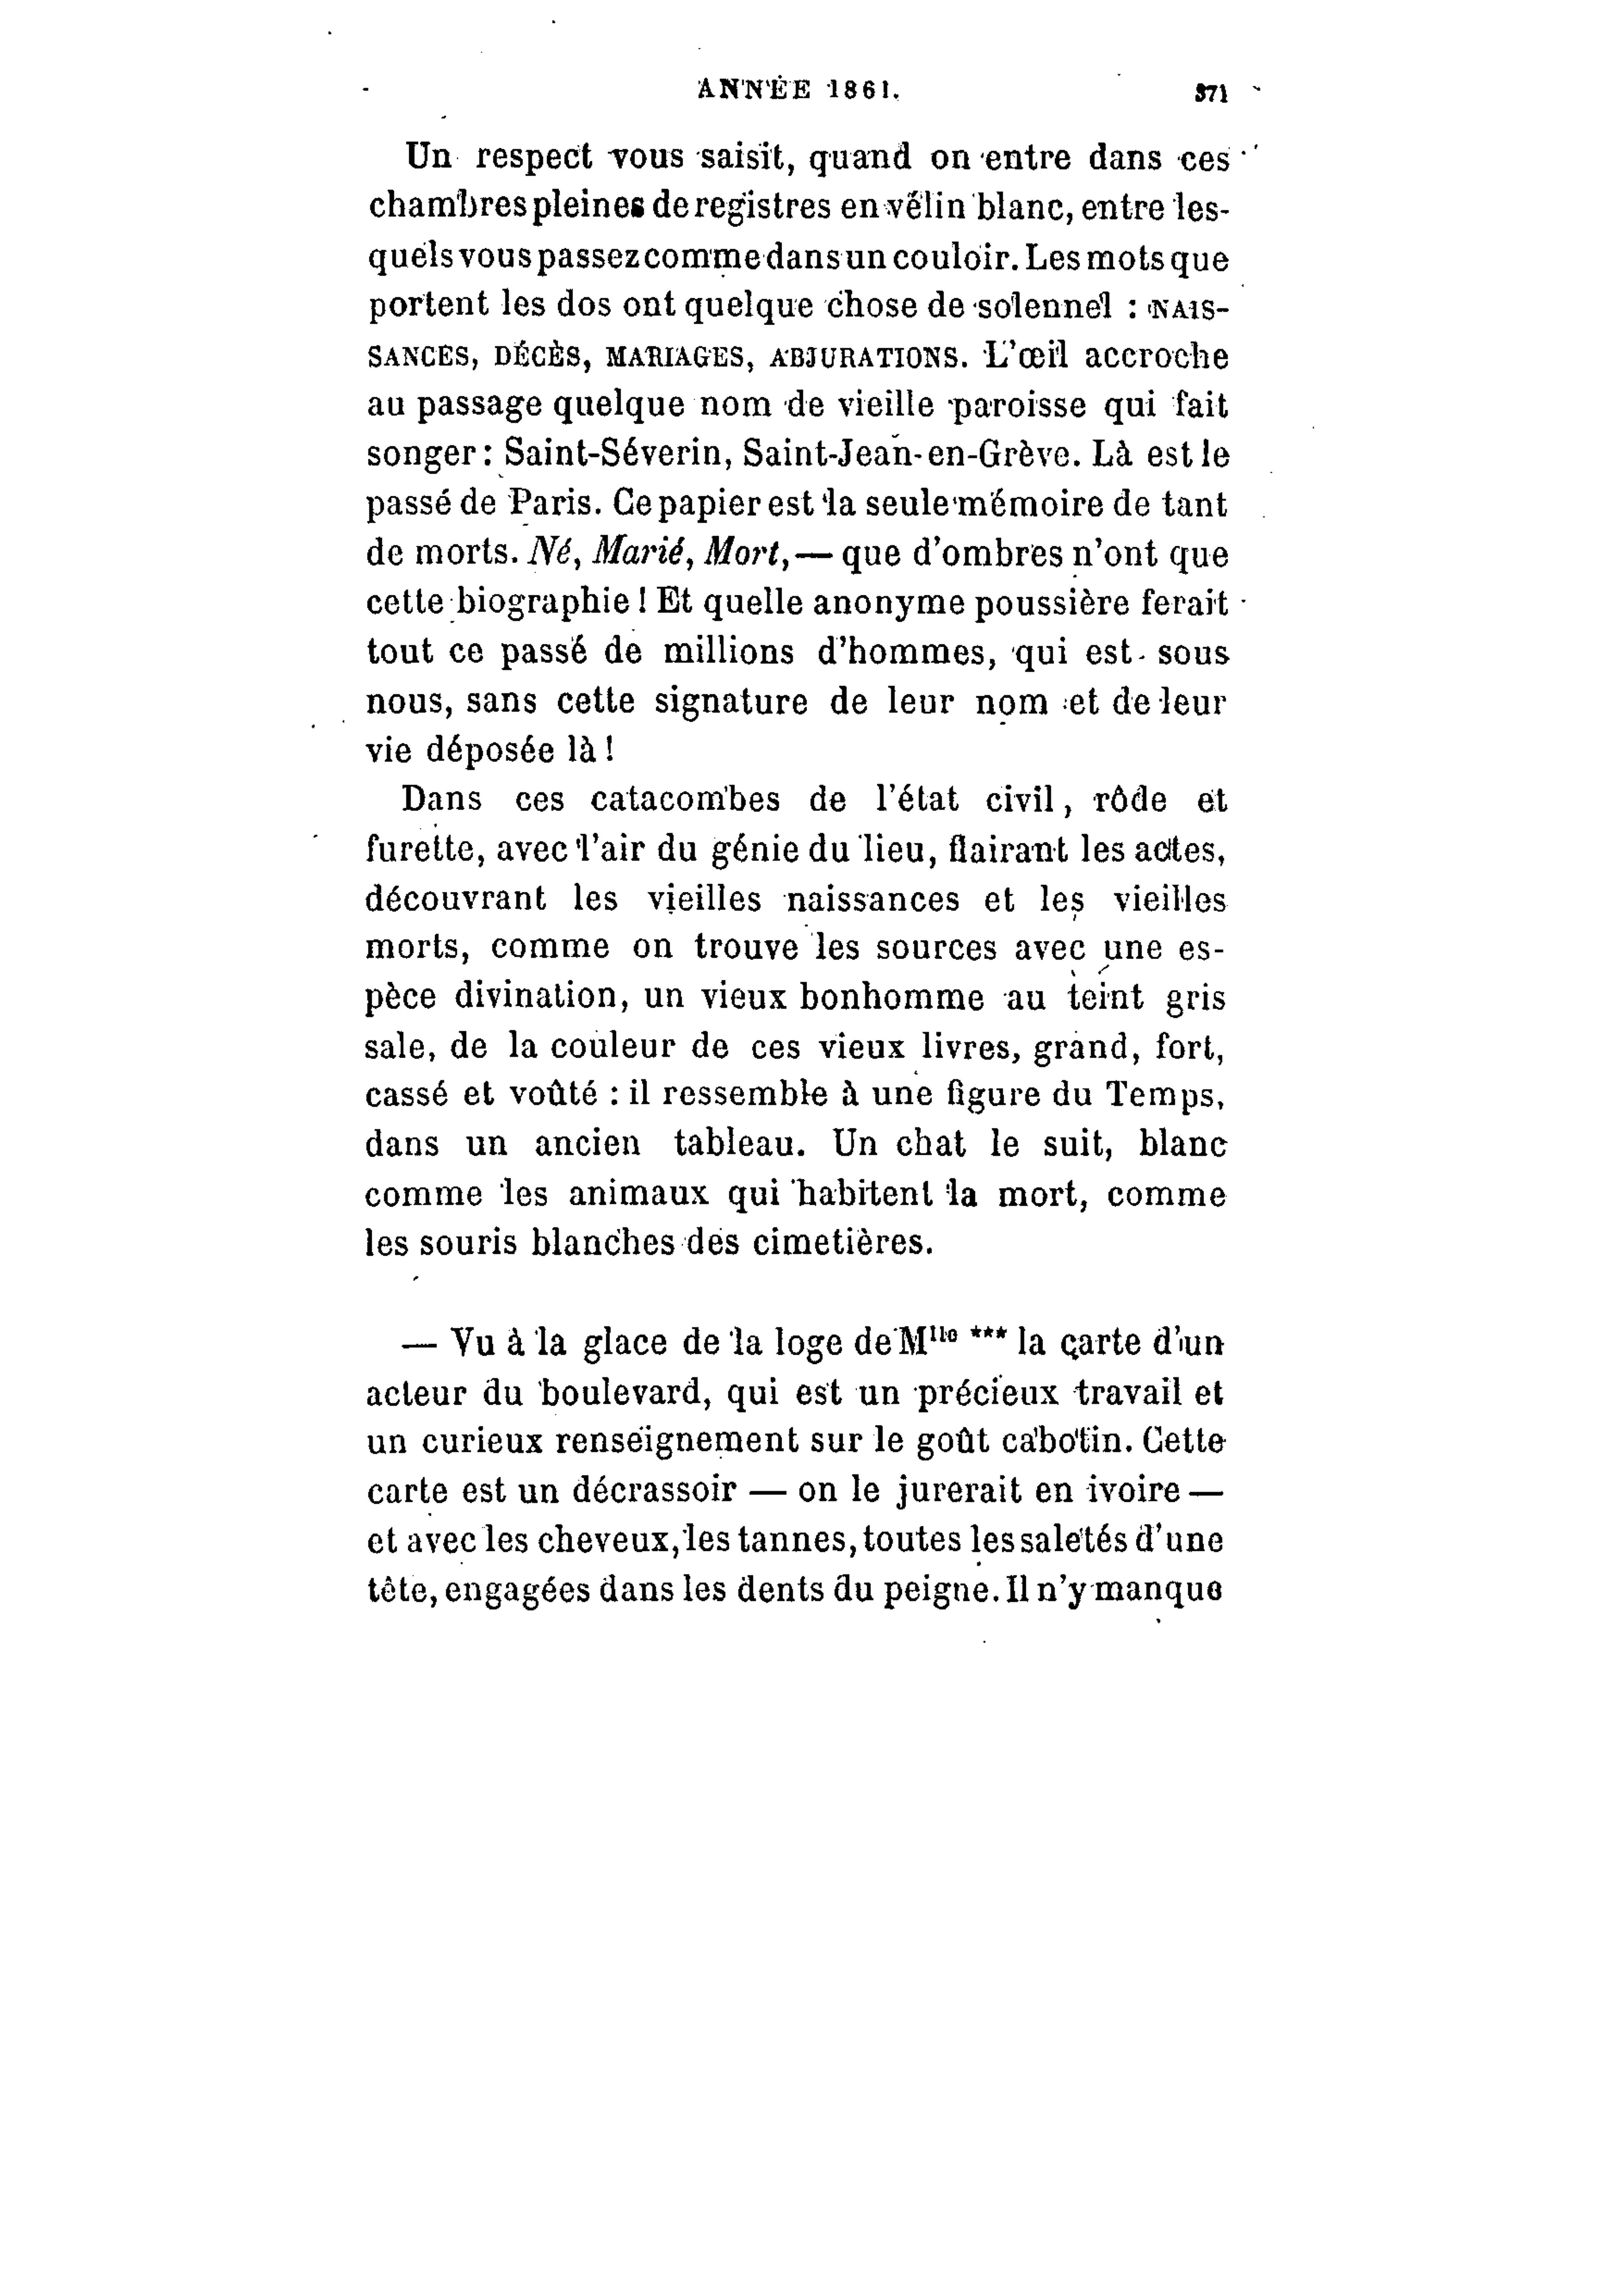 ANNÉE 1861. 371
Un respect vous saisit, quand on entre dans ces
chambres pleines de registres en vélin blanc, entre les-
quels vous passez comme dans un couloir. Les mots que
portent les dos ont quelque chose de solennel : NAIS-
SANCES, DÉCÈS, MARIAGES, ABJURATIONS. L'œil accroche
au passage quelque nom de vieille paroisse qui fait
songer : Saint-Séverin, Saint-Jean-en-Grève. Là est le
passé de Paris. Ce papier est la seule mémoire de tant
de morts. Né, Marié, Mort, — que d'ombres n'ont que
cette biographie ! Et quelle anonyme poussière ferait
tout ce passé de millions d'hommes, qui est sous
nous, sans cette signature de leur nom et de leur
vie déposée là !
Dans ces catacombes de l'état civil, rôde et
furette, avec l'air du génie du lieu, flairant les actes,
découvrant les vieilles naissances et les vieilles
morts, comme on trouve les sources avec une es-
pèce divination, un vieux bonhomme au teint gris
sale, de la couleur de ces vieux livres, grand, fort,
cassé et voûté : il ressemble à une figure du Temps,
dans un ancien tableau. Un chat le suit, blanc
comme les animaux qui habitent la mort, comme
les souris blanches des cimetières.
— Vu à la glace de la loge de Mlle *** la carte d'un
acteur du boulevard, qui est un précieux travail et
un curieux renseignement sur le goût cabotin. Cette
carte est un décrassoir — on le jurerait en ivoire —
et avec les cheveux, les tannes, toutes les saletés d'une
tête, engagées dans les dents du peigne. Il n'y manque